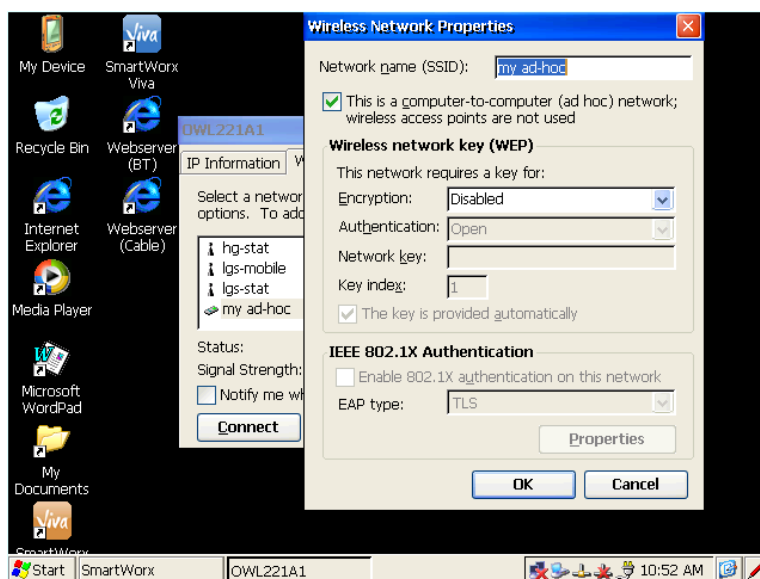 My Device
SmartWorx
Viva
Viva
Recycle Bin
Webserver
(BT)
Internet
Explorer
Webserver
(Cable)
Media Player
Microsoft
WordPad
My
Documents
Viva
SmartWorx
OWL221A1
IP Information
Select a networ
options. To add
hg-stat
lgs-mobile
lgs-stat
my ad-hoc
Status:
Signal Strength:
Notify me wh
Connect
Wireless Network Properties
Network name (SSID): my ad-hoc
This is a computer-to-computer (ad hoc) network;
wireless access points are not used
Wireless network key (WEP)
This network requires a key for:
Encryption: Disabled
Authentication: Open
Network key:
Key index: 1
The key is provided automatically
IEEE 802.1X Authentication
Enable 802.1X authentication on this network
EAP type: TLS
Properties
OK Cancel
Start SmartWorx OWL221A1 10:52 AM